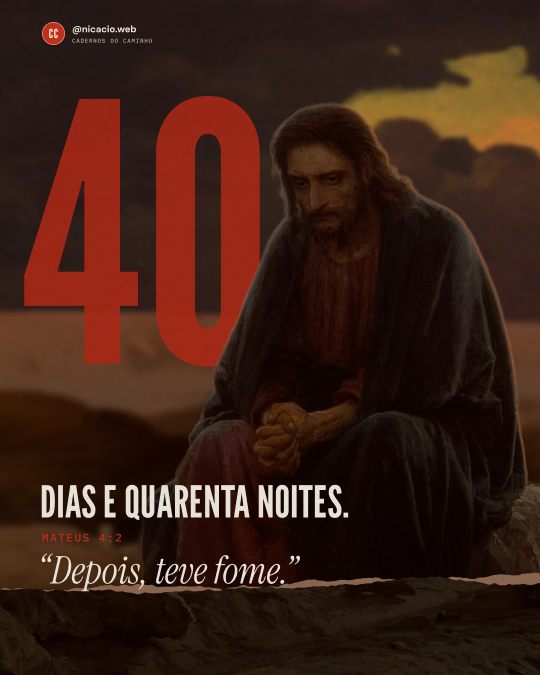 CC
@nicacio.web
CADERNOS DO CAMINHO
40
DIAS E QUARENTA NOITES.
MATEUS 4:2
“Depois, teve fome.”